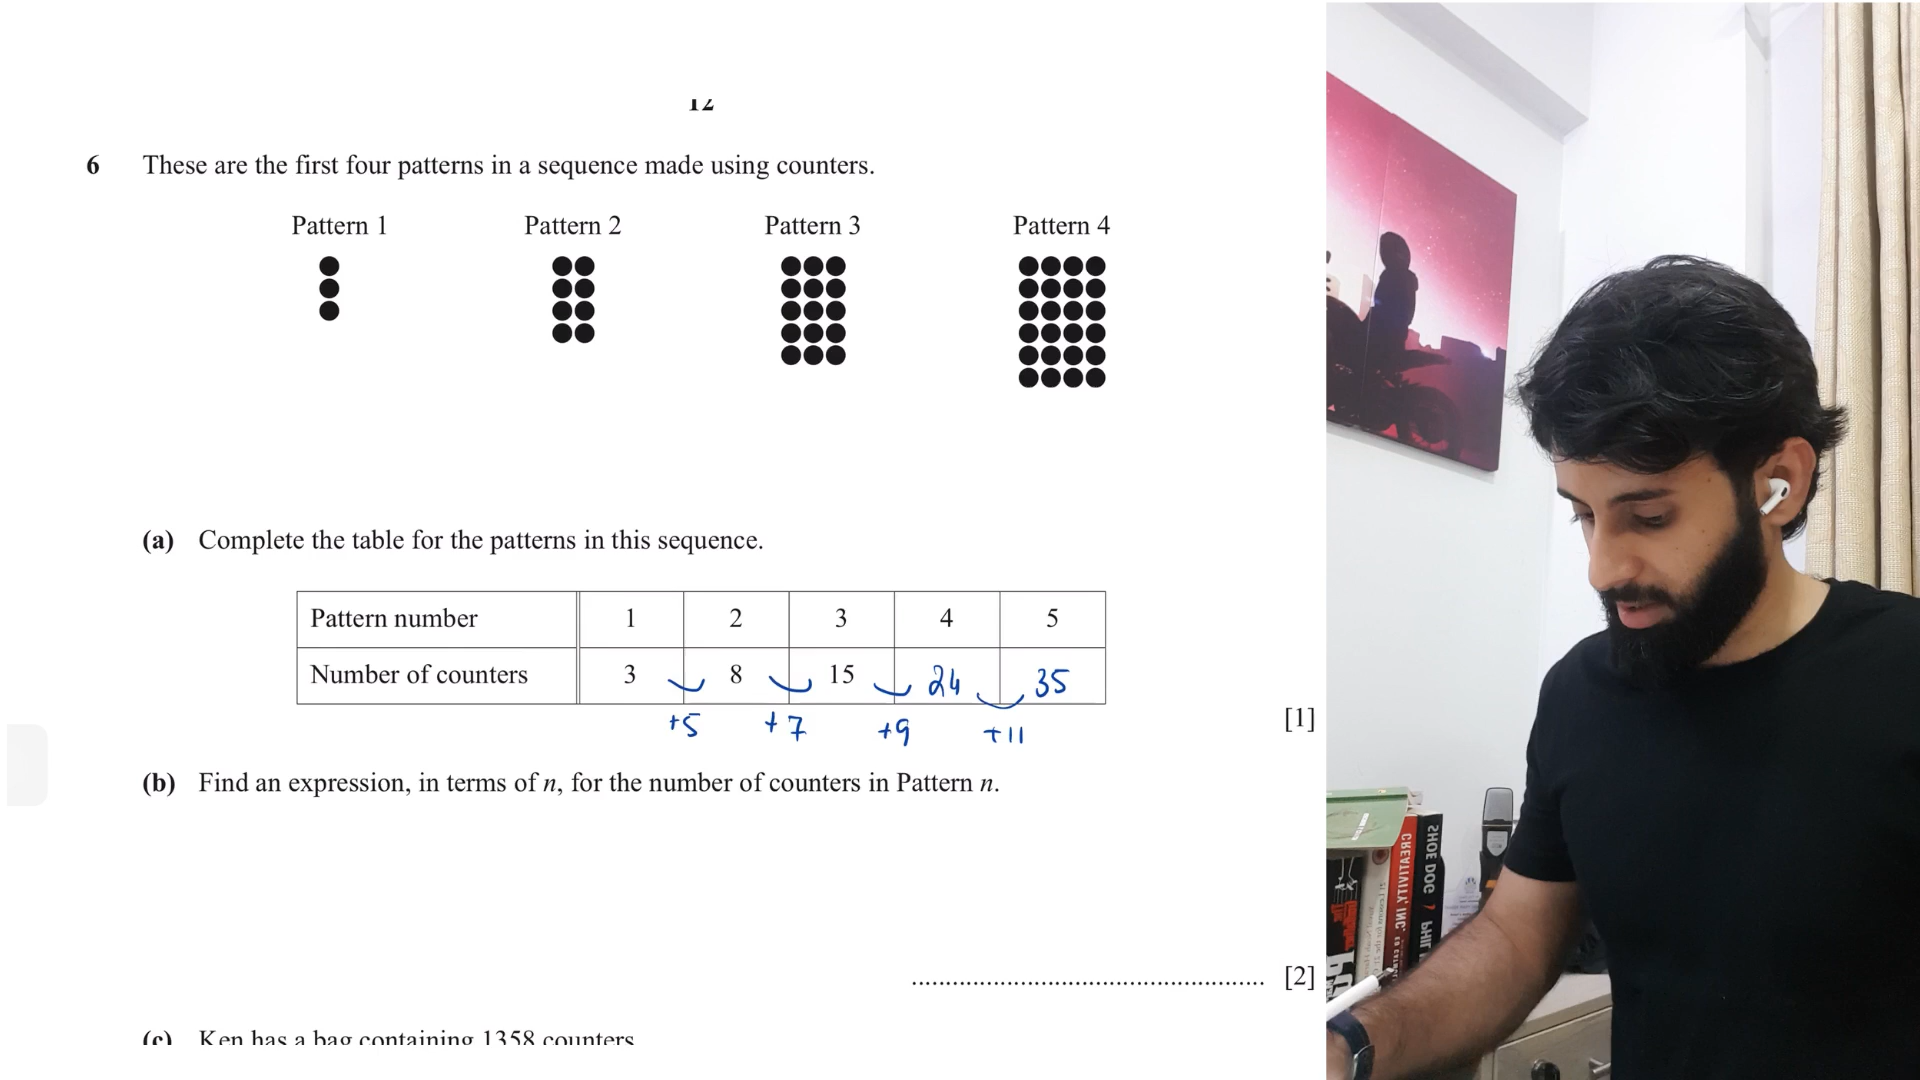 12
6 These are the first four patterns in a sequence made using counters.
Pattern 1 Pattern 2 Pattern 3 Pattern 4
(a) Complete the table for the patterns in this sequence.
Pattern number 1 2 3 4 5
Number of counters 3 8 15 24 35
+5 +7 +9 +11
[1]
(b) Find an expression, in terms of n, for the number of counters in Pattern n.
.................................................... [2]
(c) Ken has a bag containing 1358 counters
SHOE DOG
CREATIVITY, INC.